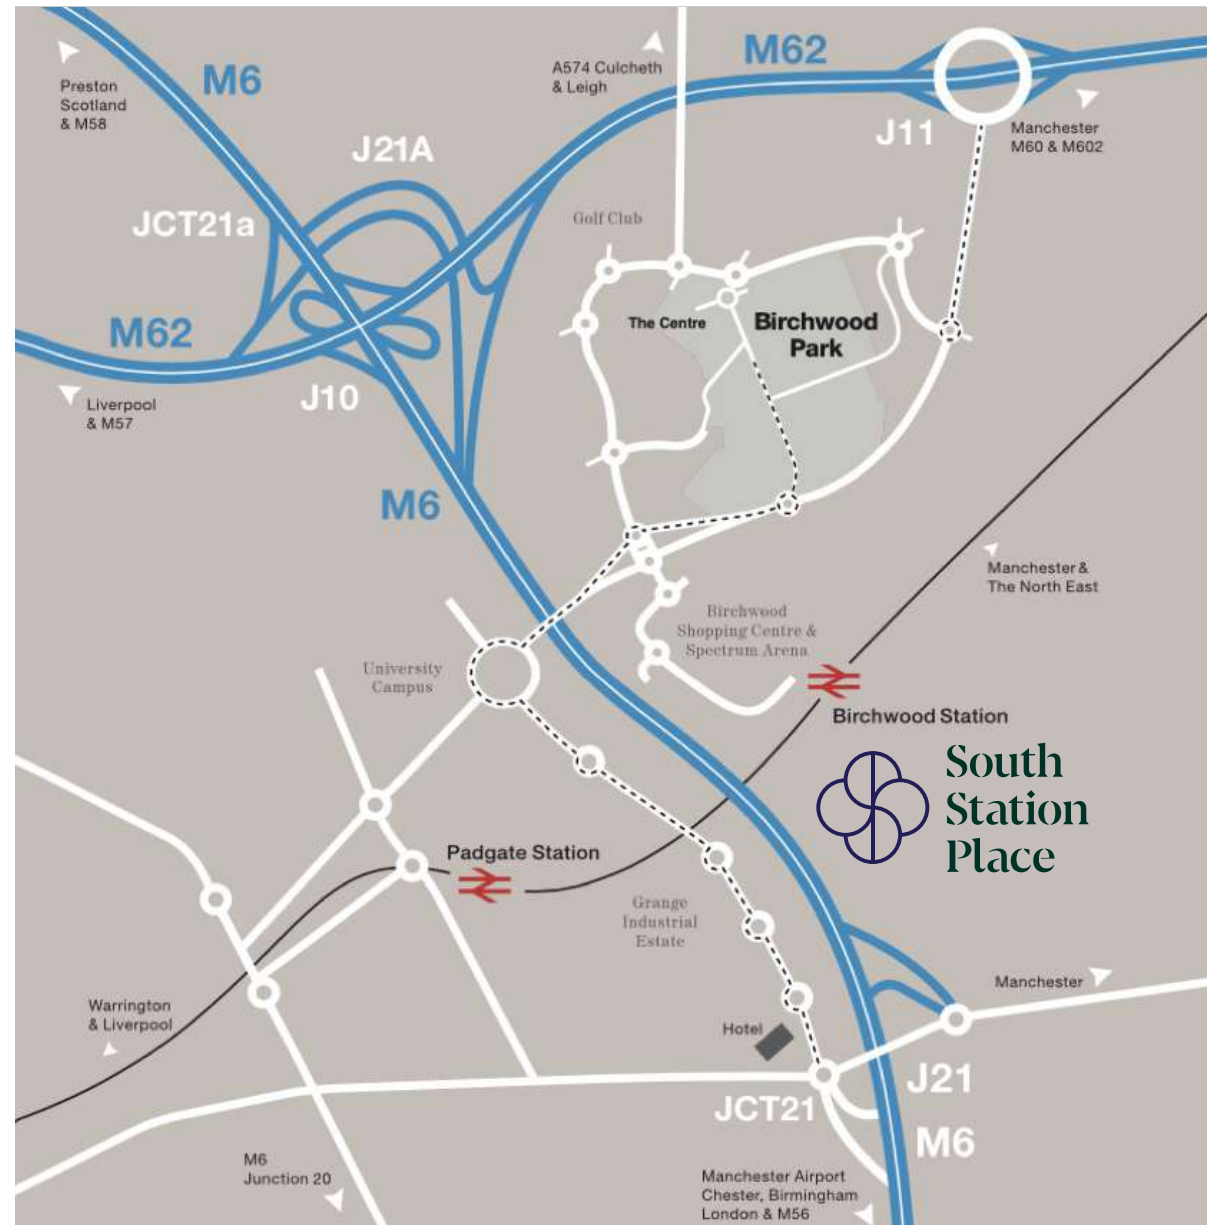 M62
M6
A574 Culcheth
& Leigh
Preston
Scotland
& M58
J11
Manchester
M60 & M602
J21A
JCT21a
Golf Club
M62
The Centre
Birchwood
Park
J10
Liverpool
& M57
M6
Manchester &
The North East
Birchwood
Shopping Centre &
Spectrum Arena
University
Campus
Birchwood Station
South
Station
Place
Padgate Station
Grange
Industrial
Estate
Manchester
Warrington
& Liverpool
Hotel
J21
JCT21
M6
M6
Junction 20
Manchester Airport
Chester, Birmingham
London & M56